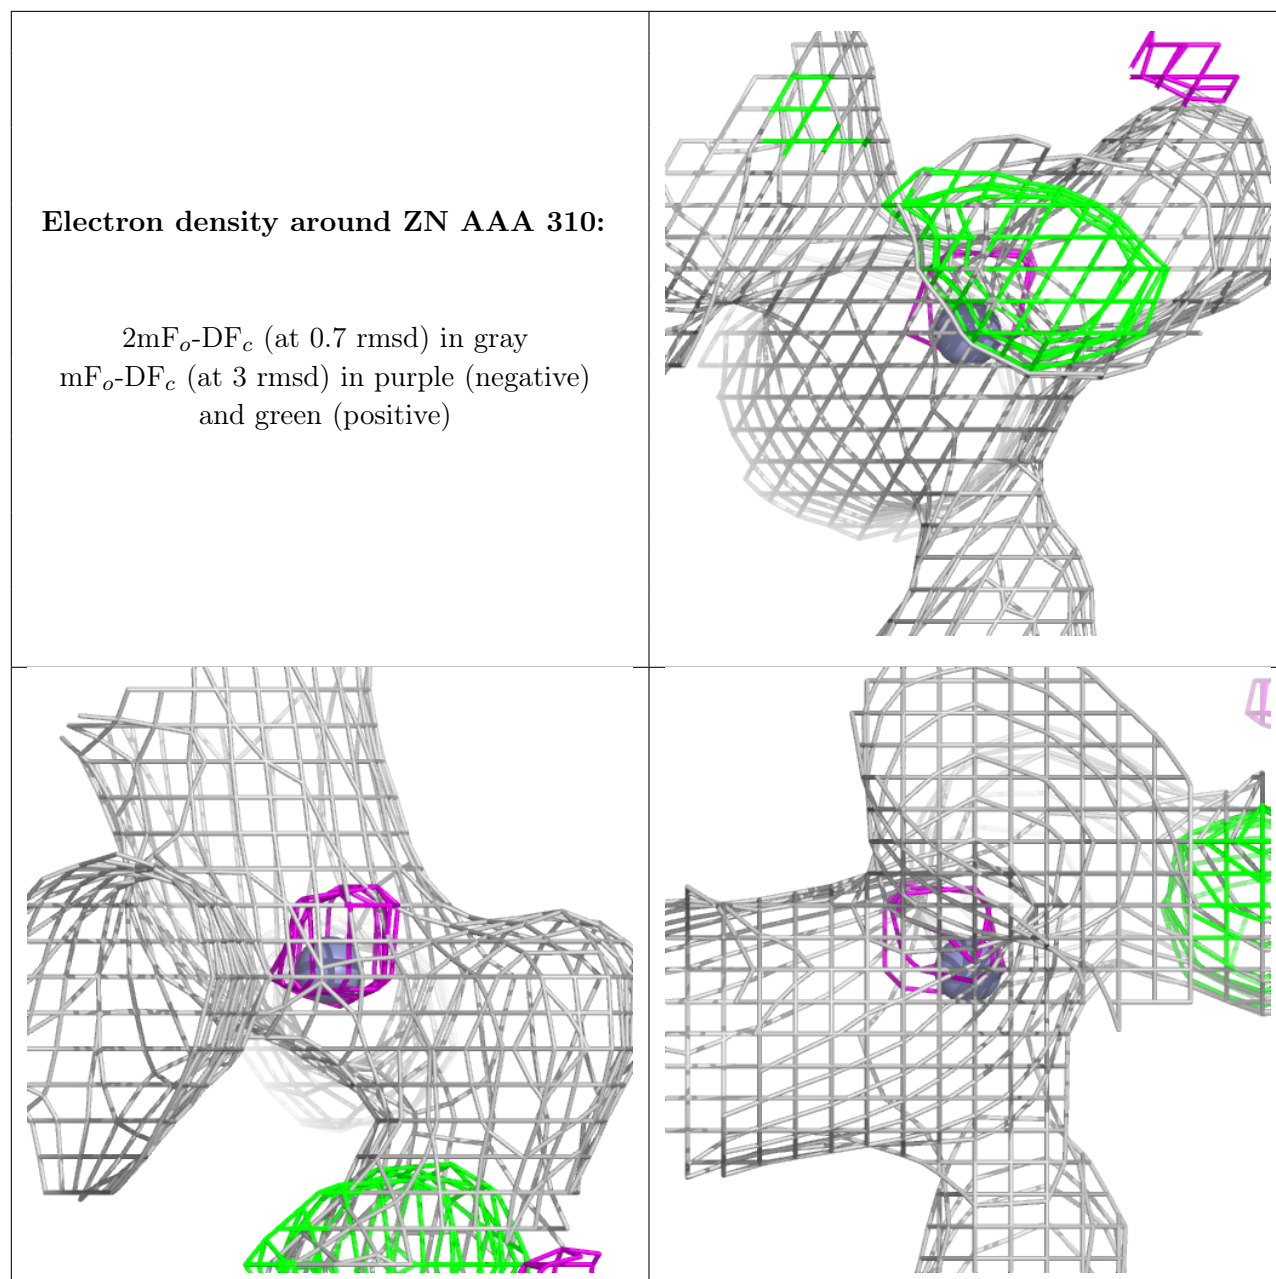 Electron density around ZN AAA 310:
2mFo-DFc (at 0.7 rmsd) in gray
mFo-DFc (at 3 rmsd) in purple (negative)
and green (positive)